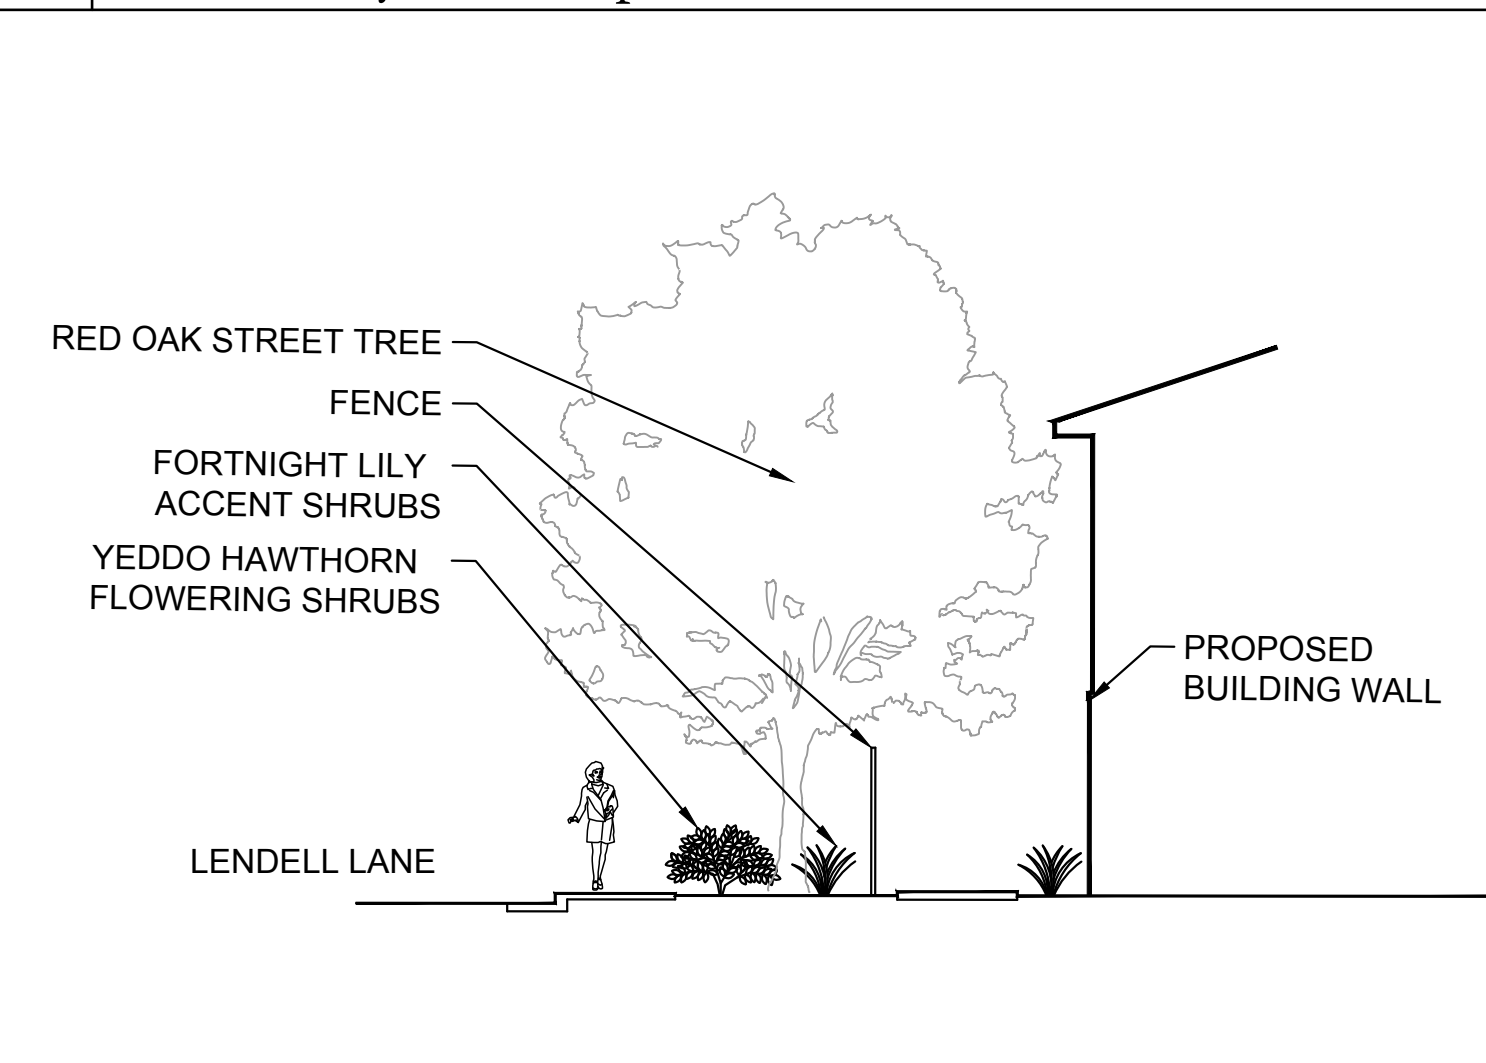 RED OAK STREET TREE
FENCE
FORTNIGHT LILY
ACCENT SHRUBS
YEDDO HAWTHORN
FLOWERING SHRUBS
PROPOSED
BUILDING WALL
LENDELL LANE